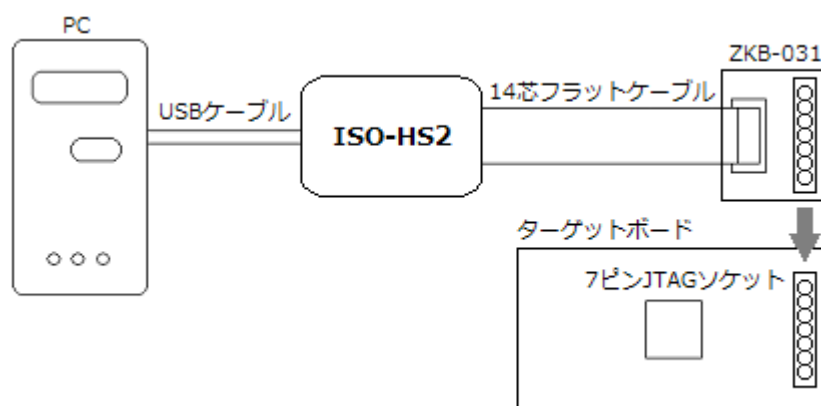 PC
ZKB-031
USBケーブル
14芯フラットケーブル
ISO-HS2
ターゲットボード
7ピンJTAGソケット